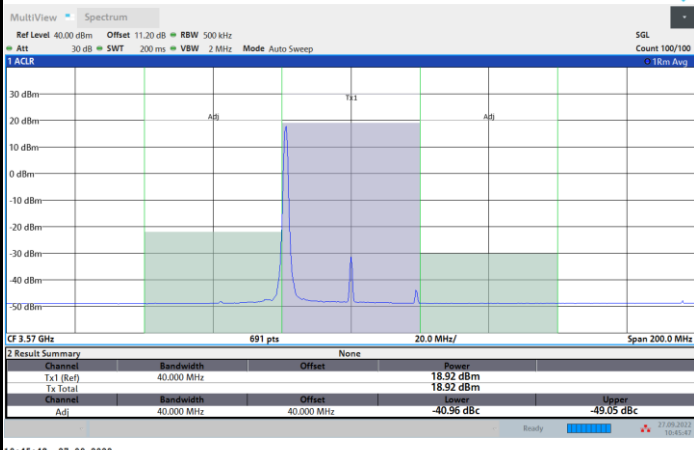 MultiView Spectrum
Ref Level 40.00 dBm Offset 11.20 dB RBW 500 kHz SGL
Att 30 dB SWT 200 ms VBW 2 MHz Mode Auto Sweep Count 100/100
1 ACLR 1Rm Avg
30 dBm
Tx1
20 dBm
Adj Adj
10 dBm
0 dBm
-10 dBm
-20 dBm
-30 dBm
-40 dBm
-50 dBm
CF 3.57 GHz 691 pts 20.0 MHz/ Span 200.0 MHz
2 Result Summary None
Channel Bandwidth Offset Power
Tx1 (Ref) 40.000 MHz 18.92 dBm
Tx Total 18.92 dBm
Channel Bandwidth Offset Lower Upper
Adj 40.000 MHz 40.000 MHz -40.96 dBc -49.05 dBc
Ready 27.09.2022
10:45:47